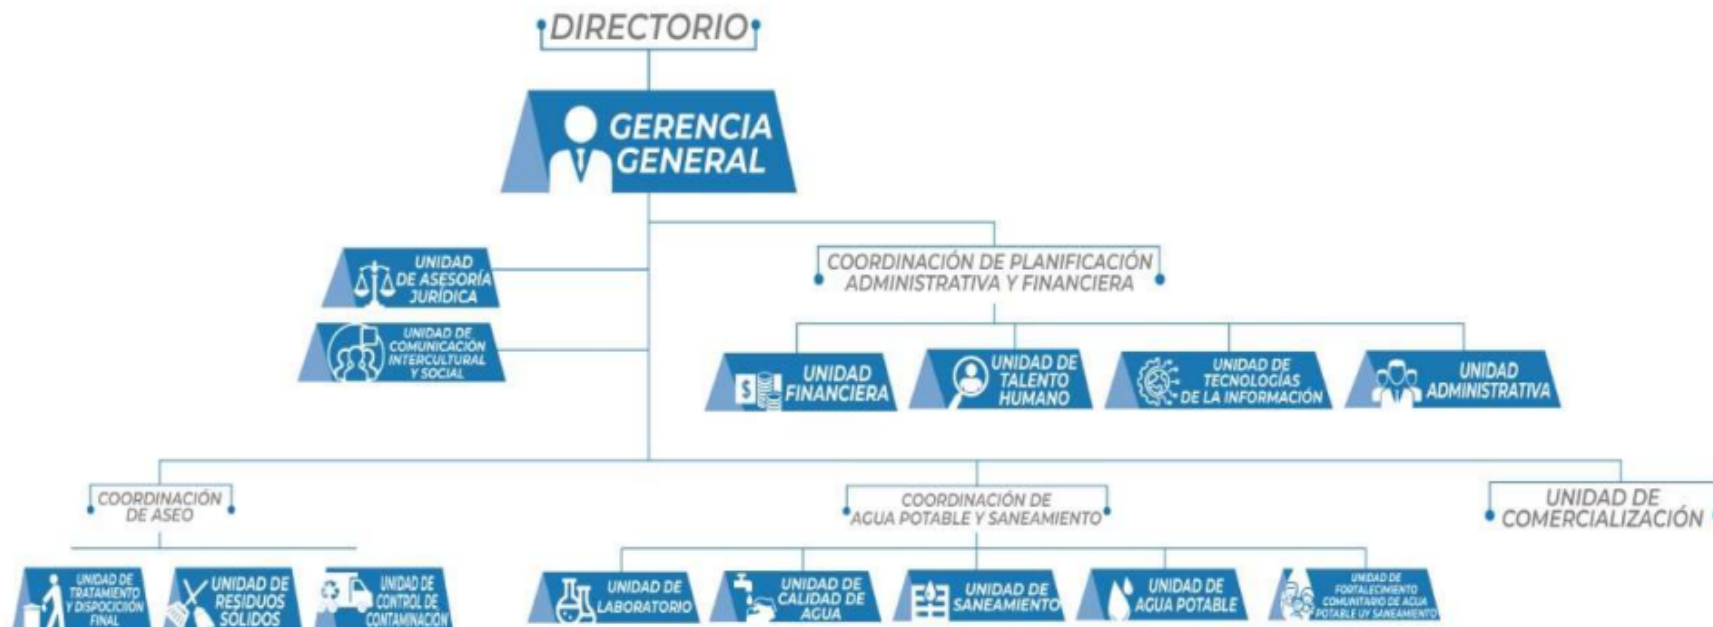 DIRECTORIO
GERENCIA
GENERAL
UNIDAD
DE ASESORÍA
JURÍDICA
UNIDAD DE
COMUNICACIÓN
INTERCULTURAL
Y SOCIAL
COORDINACIÓN DE PLANIFICACIÓN
ADMINISTRATIVA Y FINANCIERA
UNIDAD
FINANCIERA
UNIDAD DE
TALENTO
HUMANO
UNIDAD DE
TECNOLOGÍAS
DE LA INFORMACIÓN
UNIDAD
ADMINISTRATIVA
COORDINACIÓN
DE ASEO
COORDINACIÓN DE
AGUA POTABLE Y SANEAMIENTO
UNIDAD DE
COMERCIALIZACIÓN
UNIDAD DE
TRATAMIENTO
Y DISPOCICIÓN
FINAL
UNIDAD DE
RESIDUOS
SÓLIDOS
UNIDAD DE
CONTROL DE
CONTAMINACIÓN
UNIDAD DE
LABORATORIO
UNIDAD DE
CALIDAD DE
AGUA
UNIDAD DE
SANEAMIENTO
UNIDAD DE
AGUA POTABLE
UNIDAD DE
FORTALECIMIENTO
COMUNITARIO DE AGUA
POTABLE UY SANEAMIENTO